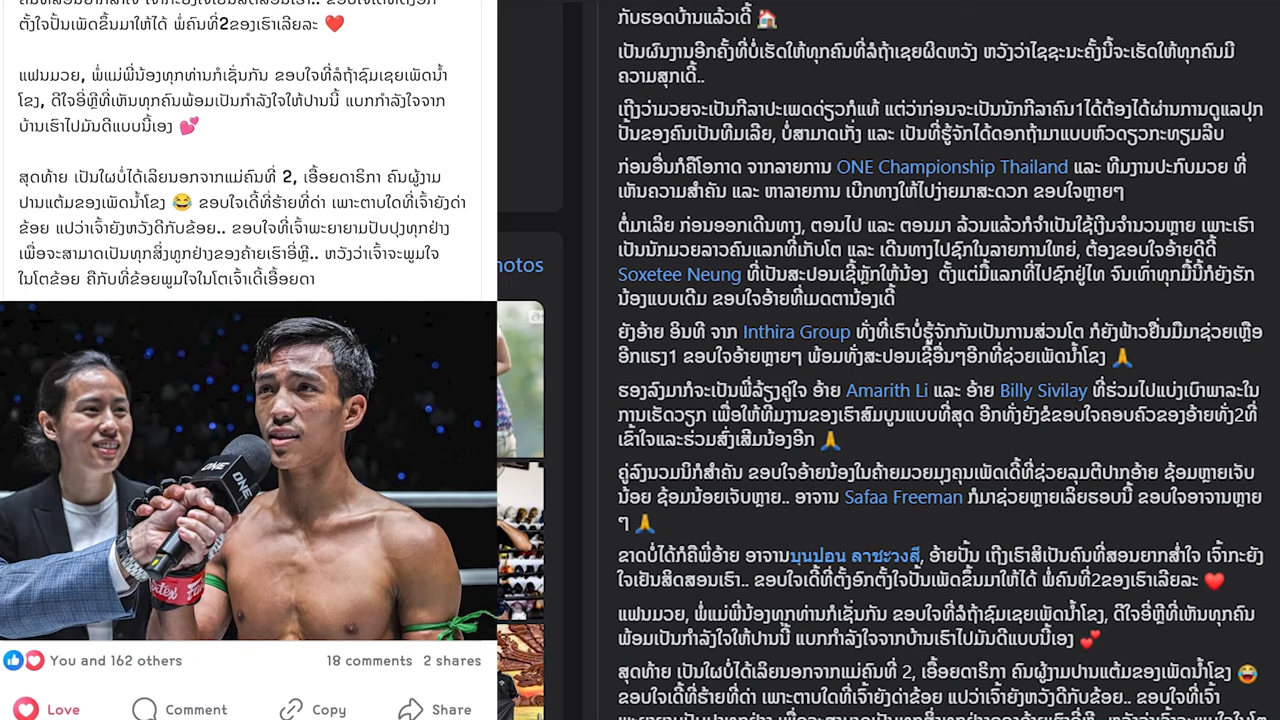 ຕັ້ງໃຈປັ້ນເພັດຂຶ້ນມາໃຫ້ໄດ້ ພໍ່ຄົນທີ່2ຂອງເຮົາເລີຍລະ ❤️
ແຟນມວຍ, ພໍ່ແມ່ພີ່ນ້ອງທຸກທ່ານກໍເຊັ່ນກັນ ຂອບໃຈທີ່ລໍຖ້າຊົມເຊຍເພັດນ້ຳ
ໂຂງ, ດີໃຈອີ່ຫຼີທີ່ເຫັນທຸກຄົນພ້ອມເປັນກຳລັງໃຈໃຫ້ປານນີ້ ແບກກຳລັງໃຈຈາກ
ບ້ານເຮົາໄປມັນດີແບບນີ້ເອງ 💕
ສຸດທ້າຍ ເປັນໃຜບໍ່ໄດ້ເລີຍນອກຈາກແມ່ຄົນທີ່ 2, ເອື້ອຍດາຣິກາ ຄົນຜູ້ງາມ
ປານແຕ້ມຂອງເພັດນ້ຳໂຂງ 😂 ຂອບໃຈເດີ້ທີ່ຮ້າຍທີ່ດ່າ ເພາະຕາບໃດທີ່ເຈົ້າຍັງດ່າ
ຂ້ອຍ ແປວ່າເຈົ້າຍັງຫວັງດີກັບຂ້ອຍ.. ຂອບໃຈທີ່ເຈົ້າພະຍາຍາມປັບປຸງທຸກຢ່າງ
ເພື່ອຈະສາມາດເປັນທຸກສິ່ງທຸກຢ່າງຂອງຄ້າຍເຮົາອີ່ຫຼີ.. ຫວັງວ່າເຈົ້າຈະພູມໃຈ
ໃນໂຕຂ້ອຍ ຄືກັບທີ່ຂ້ອຍພູມໃຈໃນໂຕເຈົ້າເດີ້ເອື້ອຍດາ
ONE
ONE
Fairtex
You and 162 others
18 comments 2 shares
Love
Comment
Copy
Share
hotos
ກັບຮອດບ້ານແລ້ວເດີ້ 🏠
ເປັນຜົນງານອີກຄັ້ງທີ່ບໍ່ເຮັດໃຫ້ທຸກຄົນທີ່ລໍຖ້າເຊຍຜິດຫວັງ ຫວັງວ່າໄຊຊະນະຄັ້ງນີ້ຈະເຮັດໃຫ້ທຸກຄົນມີ
ຄວາມສຸກເດີ້..
ເຖິງວ່າມວຍຈະເປັນກີລາປະເພດດ່ຽວກໍແທ້ ແຕ່ວ່າກ່ອນຈະເປັນນັກກີລາຄົນ1ໄດ້ຕ້ອງໄດ້ຜ່ານການດູແລປຸກ
ປັ້ນຂອງຄົນເປັນທີມເລີຍ, ບໍ່ສາມາດເກັ່ງ ແລະ ເປັນທີ່ຮູ້ຈັກໄດ້ດອກຖ້າມາແບບຫົວດຽວກະທຽມລີບ
ກ່ອນອື່ນກໍຄືໂອກາດ ຈາກລາຍການ ONE Championship Thailand ແລະ ທີມງານປະກົບມວຍ ທີ່
ເຫັນຄວາມສຳຄັນ ແລະ ຫາລາຍການ ເບີກທາງໃຫ້ໄປງ່າຍມາສະດວກ ຂອບໃຈຫຼາຍໆ
ຕໍ່ມາເລີຍ ກ່ອນອອກເດີນທາງ, ຕອນໄປ ແລະ ຕອນມາ ລ້ວນແລ້ວກໍຈຳເປັນໃຊ້ເງິນຈຳນວນຫຼາຍ ເພາະເຮົາ
ເປັນນັກມວຍລາວຄົນແລກທີ່ເກັບໂຕ ແລະ ເດີນທາງໄປຊົກໃນລາຍການໃຫຍ່, ຕ້ອງຂອບໃຈອ້າຍດີດີ້
Soxetee Neung ທີ່ເປັນສະປອນເຊີ້ຫຼັກໃຫ້ນ້ອງ ຕັ້ງແຕ່ມື້ແລກທີ່ໄປຊົກຢູ່ໄທ ຈົນເທົ່າທຸກມື້ນີ້ກໍຍັງຮັກ
ນ້ອງແບບເດີມ ຂອບໃຈອ້າຍທີ່ເມດຕານ້ອງເດີ້
ຍັງອ້າຍ ອິນທີ ຈາກ Inthira Group ທັ່ງທີ່ເຮົາບໍ່ຮູ້ຈັກກັນເປັນການສ່ວນໂຕ ກໍຍັງຟ້າວຢື່ນມືມາຊ່ວຍເຫຼືອ
ອີກແຮງ1 ຂອບໃຈອ້າຍຫຼາຍໆ ພ້ອມທັ່ງສະປອນເຊີ້ອື່ນໆອີກທີ່ຊ່ວຍເພັດນ້ຳໂຂງ 🙏
ຮອງລົງມາກໍຈະເປັນພີ່ລ້ຽງຄູ່ໃຈ ອ້າຍ Amarith Li ແລະ ອ້າຍ Billy Sivilay ທີ່ຮ່ວມໄປແບ່ງເບົາພາລະໃນ
ການເຮັດວຽກ ເພື່ອໃຫ້ທີມງານຂອງເຮົາສົມບູນແບບທີ່ສຸດ ອີກທັ່ງຍັງຂໍຂອບໃຈຄອບຄົວຂອງອ້າຍທັ່ງ2ທີ່
ເຂົ້າໃຈແລະຮ່ວມສົ່ງເສີມນ້ອງອີກ 🙏
ຄູ່ລົງນວມນີກໍສຳຄັນ ຂອບໃຈອ້າຍນ້ອງໃນຄ້າຍມວຍມຸງຄຸນເພັດເດີ້ທີ່ຊ່ວຍລຸມຕີປາກອ້າຍ ຊ້ອມຫຼາຍເຈັບ
ນ້ອຍ ຊ້ອມນ້ອຍເຈັບຫຼາຍ.. ອາຈານ Safaa Freeman ກໍມາຊ່ວຍຫຼາຍເລີຍຮອບນີ້ ຂອບໃຈອາຈານຫຼາຍ
ໆ 🙏
ຂາດບໍ່ໄດ້ກໍຄືພີ່ອ້າຍ ອາຈານບຸນປອນ ລາຊະວົງສີ, ອ້າຍປັ້ນ ເຖິງເຮົາສິເປັນຄົນທີ່ສອນຍາກສ່ຳໃດ ເຈົ້າກະຍັງ
ໃຈເຢັນສິດສອນເຮົາ.. ຂອບໃຈເດີ້ທີ່ຕັ້ງອົກຕັ້ງໃຈປັ້ນເພັດຂຶ້ນມາໃຫ້ໄດ້ ພໍ່ຄົນທີ່2ຂອງເຮົາເລີຍລະ ❤️
ແຟນມວຍ, ພໍ່ແມ່ພີ່ນ້ອງທຸກທ່ານກໍເຊັ່ນກັນ ຂອບໃຈທີ່ລໍຖ້າຊົມເຊຍເພັດນ້ຳໂຂງ, ດີໃຈອີ່ຫຼີທີ່ເຫັນທຸກຄົນ
ພ້ອມເປັນກຳລັງໃຈໃຫ້ປານນີ້ ແບກກຳລັງໃຈຈາກບ້ານເຮົາໄປມັນດີແບບນີ້ເອງ 💕
ສຸດທ້າຍ ເປັນໃຜບໍ່ໄດ້ເລີຍນອກຈາກແມ່ຄົນທີ່ 2, ເອື້ອຍດາຣິກາ ຄົນຜູ້ງາມປານແຕ້ມຂອງເພັດນ້ຳໂຂງ 😂
ຂອບໃຈເດີ້ທີ່ຮ້າຍທີ່ດ່າ ເພາະຕາບໃດທີ່ເຈົ້າຍັງດ່າຂ້ອຍ ແປວ່າເຈົ້າຍັງຫວັງດີກັບຂ້ອຍ.. ຂອບໃຈທີ່ເຈົ້າ